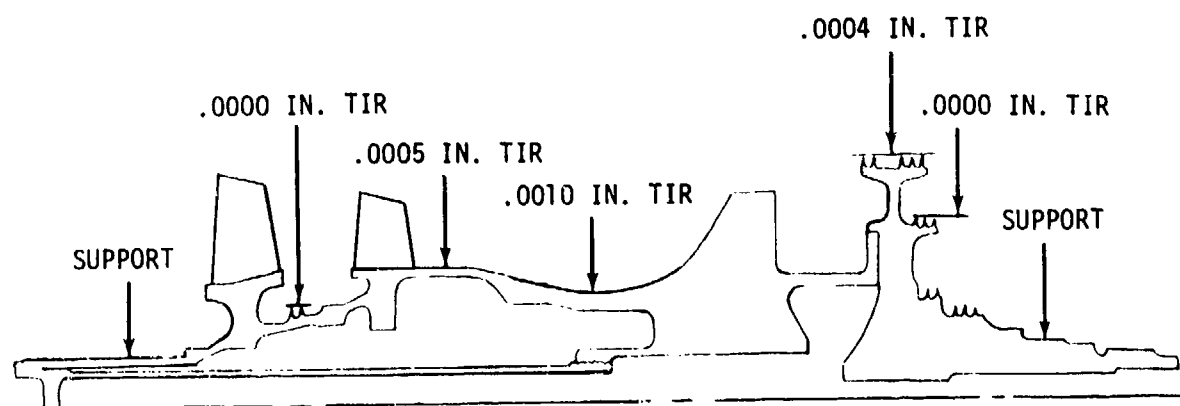 .0004 IN. TIR
.0000 IN. TIR
.0000 IN. TIR
.0005 IN. TIR
.0010 IN. TIR
SUPPORT
SUPPORT